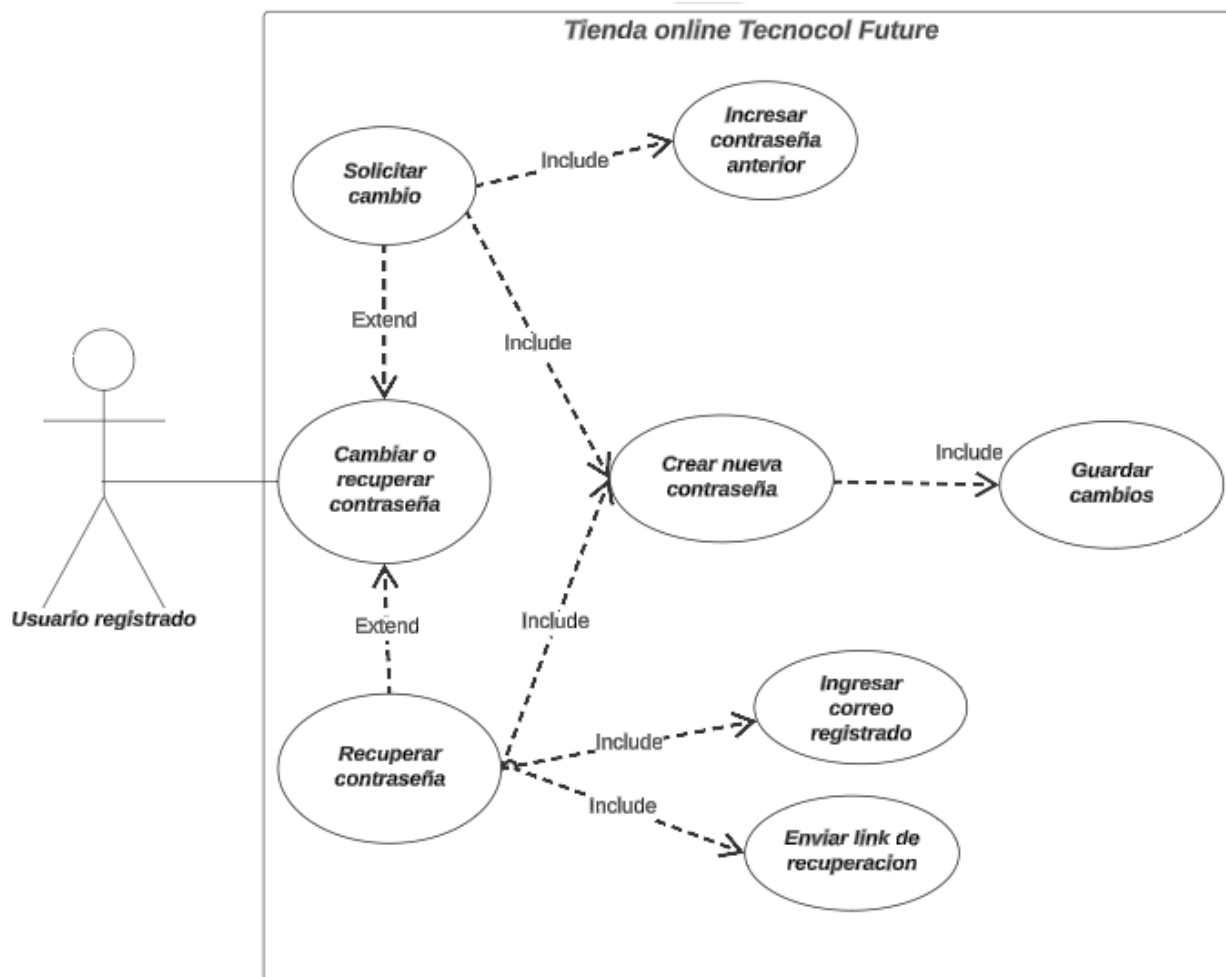 Tienda online Tecnocol Future
Incresar
contraseña
anterior
Solicitar
cambio
Include
Extend
Include
Cambiar o
recuperar
contraseña
Crear nueva
contraseña
Include
Guardar
cambios
Usuario registrado
Extend
Include
Ingresar
correo
registrado
Recuperar
contraseña
Include
Include
Enviar link de
recuperacion